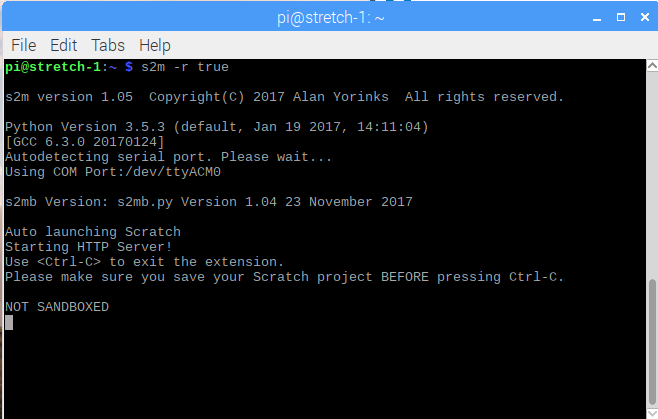 pi@stretch-1: ~
File Edit Tabs Help
pi@stretch-1:~ $ s2m -r true
s2m version 1.05  Copyright(C) 2017 Alan Yorinks  All rights reserved.
Python Version 3.5.3 (default, Jan 19 2017, 14:11:04)
[GCC 6.3.0 20170124]
Autodetecting serial port. Please wait...
Using COM Port:/dev/ttyACM0
s2mb Version: s2mb.py Version 1.04 23 November 2017
Auto launching Scratch
Starting HTTP Server!
Use <Ctrl-C> to exit the extension.
Please make sure you save your Scratch project BEFORE pressing Ctrl-C.
NOT SANDBOXED